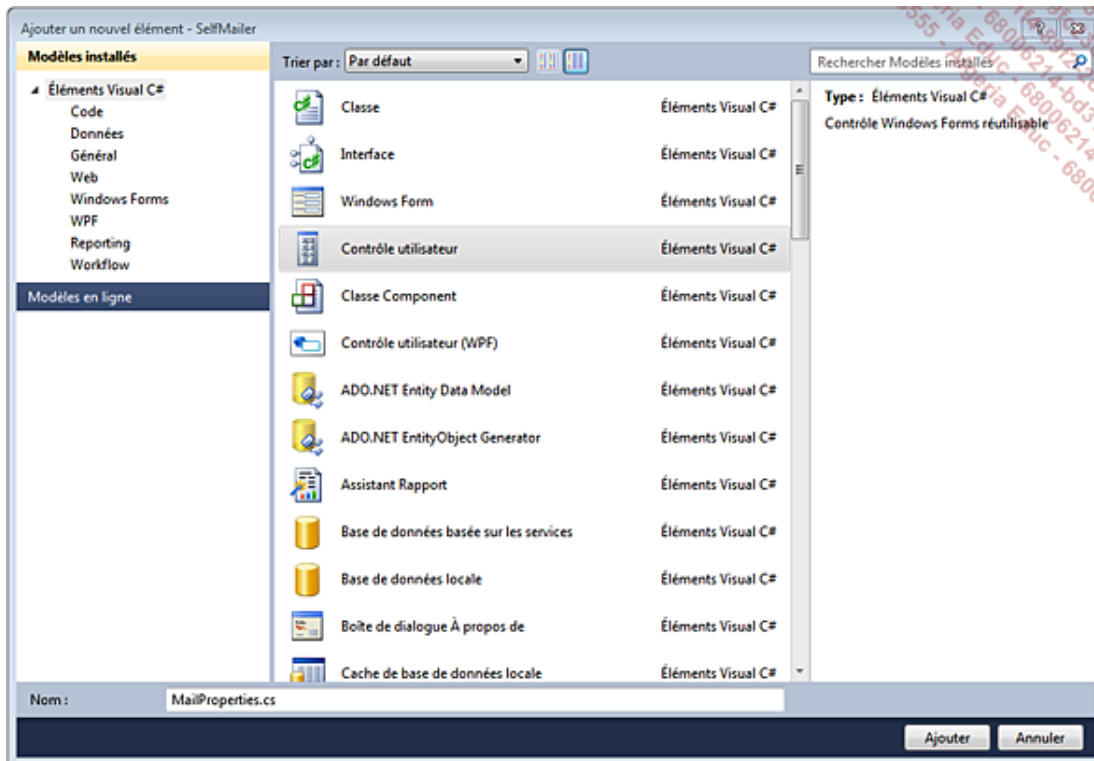 Ajouter un nouvel élément - SelfMailer
Modèles installés
Éléments Visual C#
Code
Données
Général
Web
Windows Forms
WPF
Reporting
Workflow
Modèles en ligne
Trier par : Par défaut
Classe Éléments Visual C#
Interface Éléments Visual C#
Windows Form Éléments Visual C#
Contrôle utilisateur Éléments Visual C#
Classe Component Éléments Visual C#
Contrôle utilisateur (WPF) Éléments Visual C#
ADO.NET Entity Data Model Éléments Visual C#
ADO.NET EntityObject Generator Éléments Visual C#
Assistant Rapport Éléments Visual C#
Base de données basée sur les services Éléments Visual C#
Base de données locale Éléments Visual C#
Boîte de dialogue À propos de Éléments Visual C#
Cache de base de données locale Éléments Visual C#
Rechercher Modèles installés
Type : Éléments Visual C#
Contrôle Windows Forms réutilisable
Nom : MailProperties.cs
Ajouter Annuler